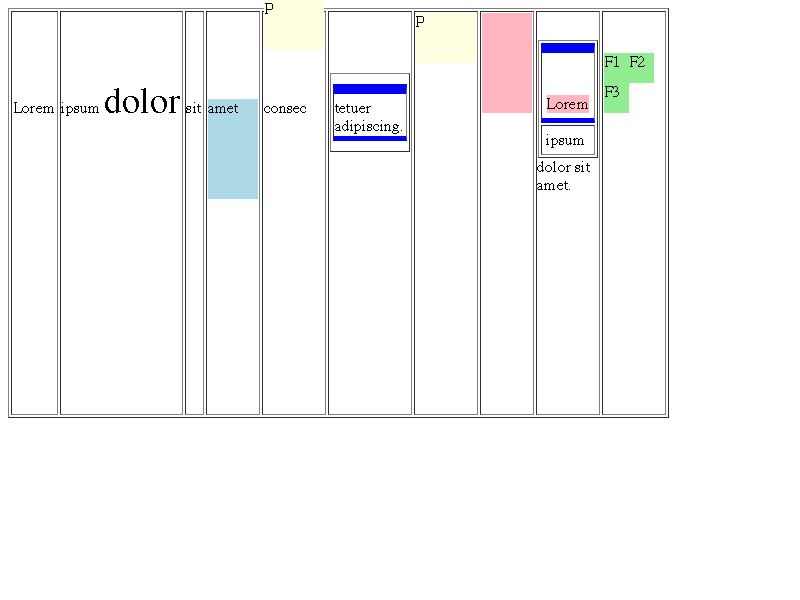 P
P
Lorem ipsum dolor sit amet consec tetuer
adipiscing.
Lorem
ipsum
dolor sit
amet.
F1 F2
F3